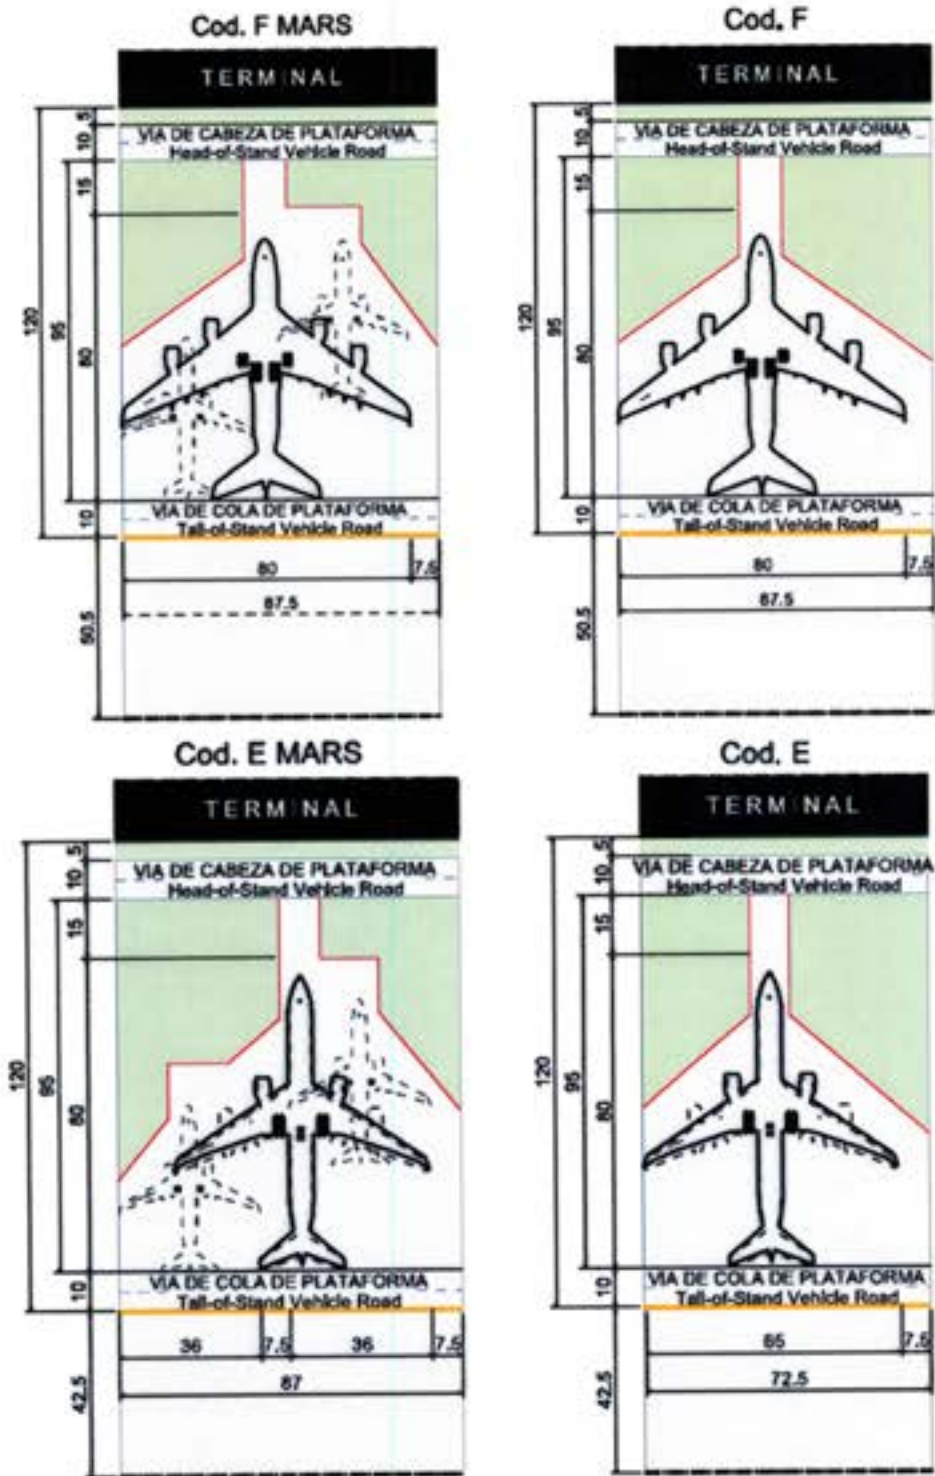 Cod. F MARS
TERMINAL
5
10
VIA DE CABEZA DE PLATAFORMA
Head-of-Stand Vehicle Road
15
120
95
80
10
VIA DE COLA DE PLATAFORMA
Tail-of-Stand Vehicle Road
80
7.5
87.5
50.5
Cod. F
TERMINAL
5
10
VIA DE CABEZA DE PLATAFORMA
Head-of-Stand Vehicle Road
15
120
95
80
10
VIA DE COLA DE PLATAFORMA
Tail-of-Stand Vehicle Road
80
7.5
87.5
50.5
Cod. E MARS
TERMINAL
5
10
VIA DE CABEZA DE PLATAFORMA
Head-of-Stand Vehicle Road
15
120
95
80
10
VIA DE COLA DE PLATAFORMA
Tail-of-Stand Vehicle Road
36
7.5
36
7.5
87
42.5
Cod. E
TERMINAL
5
10
VIA DE CABEZA DE PLATAFORMA
Head-of-Stand Vehicle Road
15
120
95
80
10
VIA DE COLA DE PLATAFORMA
Tail-of-Stand Vehicle Road
65
7.5
72.5
42.5